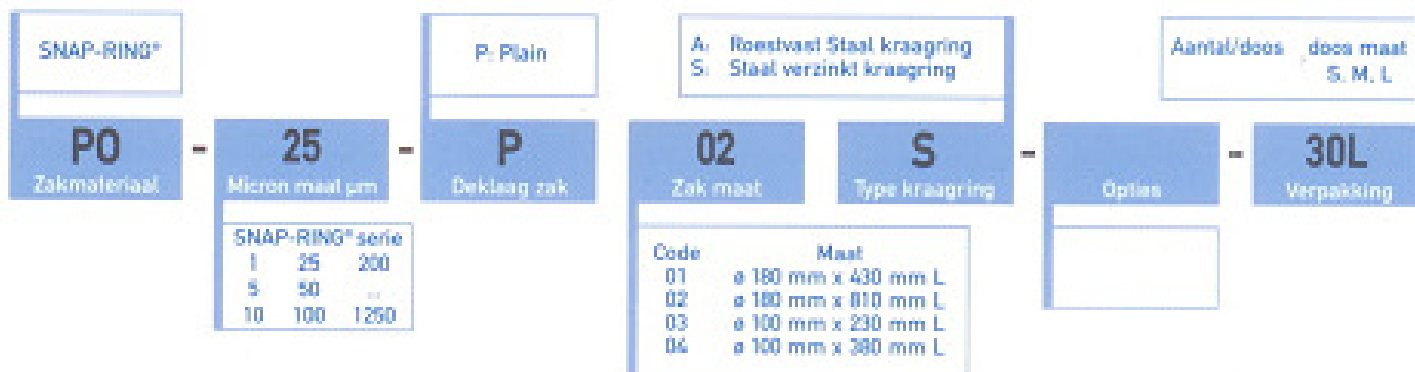 SNAP-RING®
P: Plain
A: Roestvast Staal kraagring
S: Staal verzinkt kraagring
Aantal/doos doos maat
S. M. L
PO - 25 - P 02 S - - 30L
Zakmateriaal Micron maat µm Deklaag zak Zak maat Type kraagring Opties Verpakking
SNAP-RING® serie
1 25 200
5 50 ..
10 100 1250
Code Maat
01 ø 180 mm x 430 mm L
02 ø 180 mm x 810 mm L
03 ø 100 mm x 230 mm L
04 ø 100 mm x 380 mm L